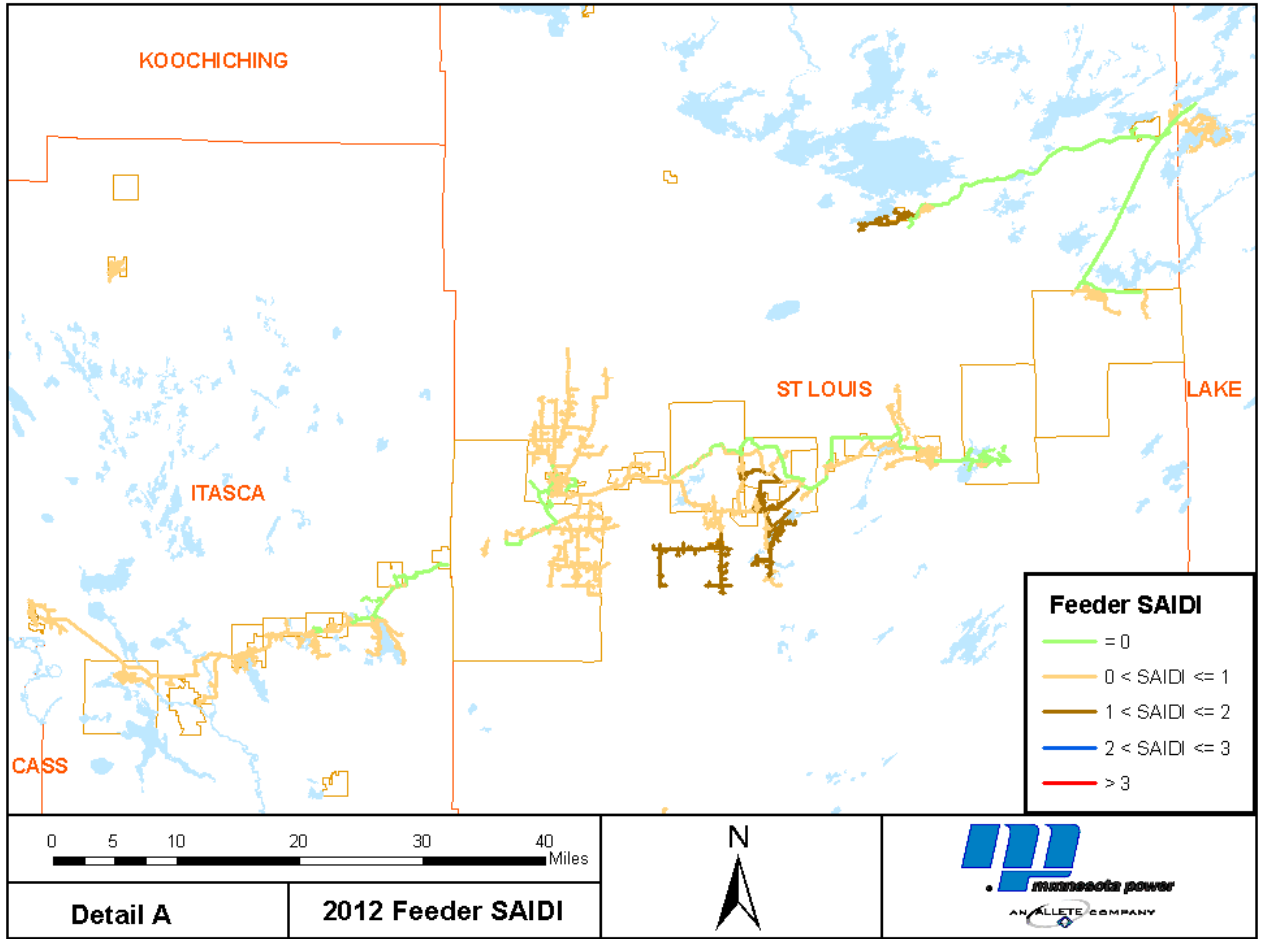 KOOCHICHING
ST LOUIS
LAKE
ITASCA
CASS
Feeder SAIDI
= 0
0 < SAIDI <= 1
1 < SAIDI <= 2
2 < SAIDI <= 3
> 3
0 5 10 20 30 40
Miles
N
minnesota power
AN ALLETE COMPANY
Detail A
2012 Feeder SAIDI